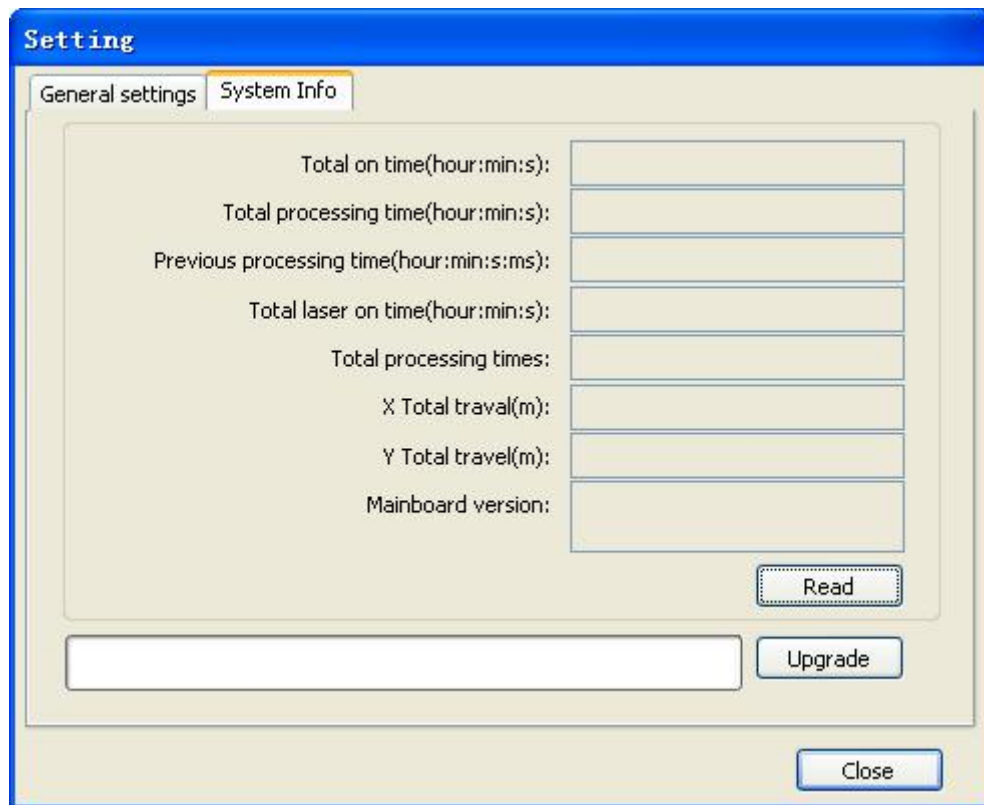 Setting
General settings System Info
Total on time(hour:min:s):
Total processing time(hour:min:s):
Previous processing time(hour:min:s:ms):
Total laser on time(hour:min:s):
Total processing times:
X Total traval(m):
Y Total travel(m):
Mainboard version:
Read
Upgrade
Close